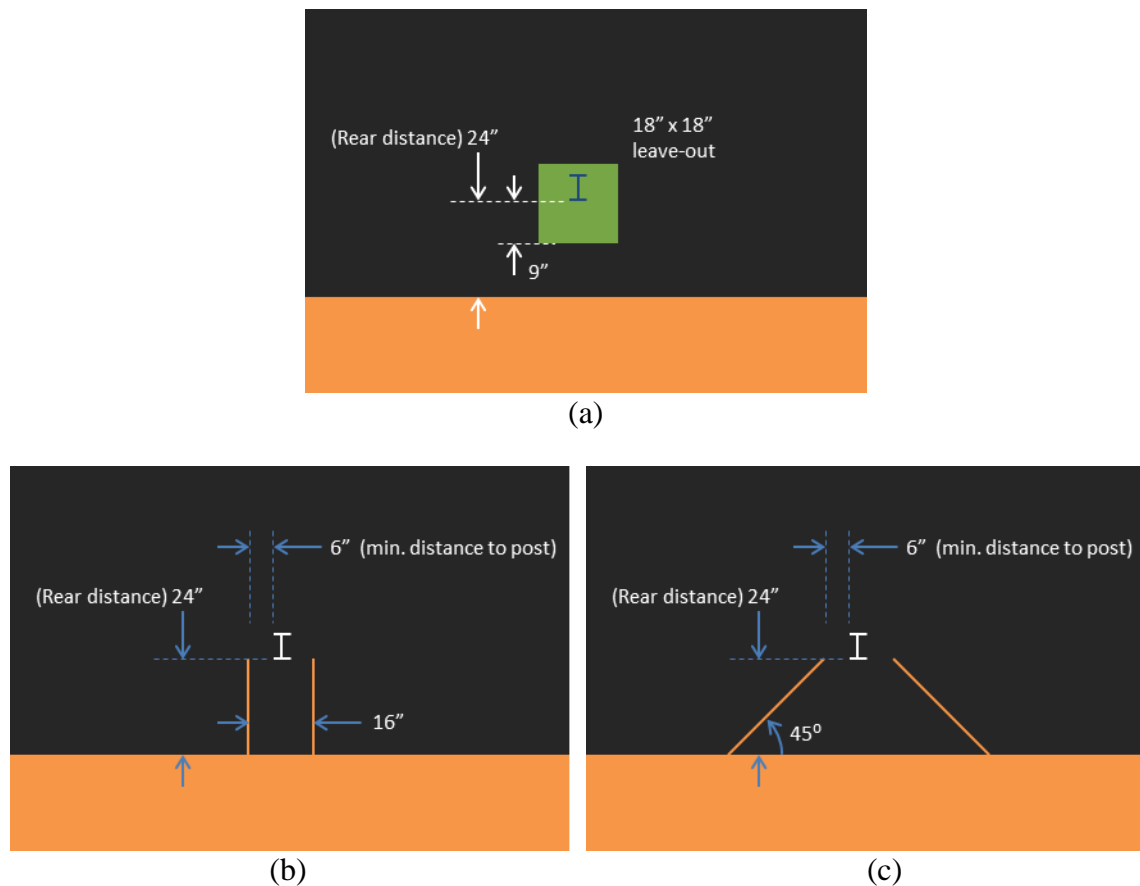 (Rear distance) 24”
18” x 18”
leave-out
9”
(a)
6” (min. distance to post)
(Rear distance) 24”
16”
(b)
6” (min. distance to post)
(Rear distance) 24”
45⁰
(c)